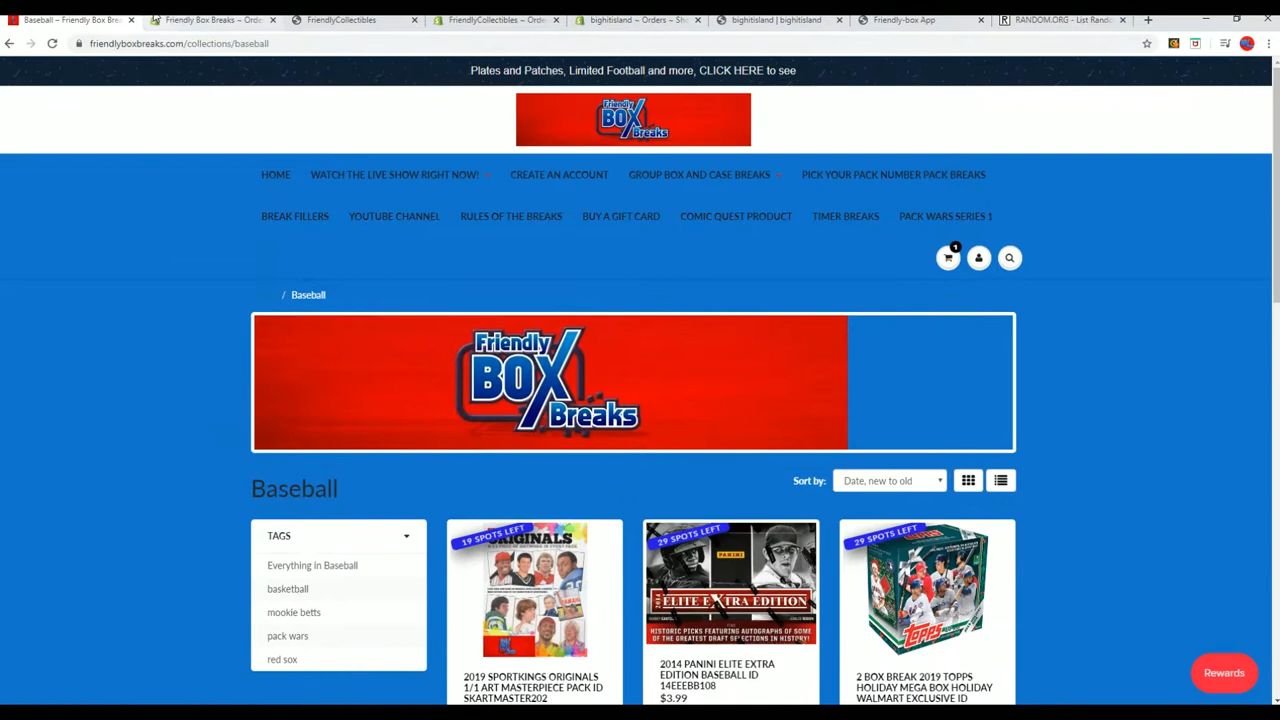 Baseball – Friendly Box Bre
Friendly Box Breaks ~ Orders
FriendlyCollectibles
FriendlyCollectibles ~ Orde
bighitisland ~ Orders ~ Sho
bighitisland | bighitisland
Friendly-box App
RANDOM.ORG - List Rando
friendlyboxbreaks.com/collections/baseball
Plates and Patches, Limited Football and more, CLICK HERE to see
Friendly
BOX
Breaks
HOME WATCH THE LIVE SHOW RIGHT NOW! CREATE AN ACCOUNT GROUP BOX AND CASE BREAKS PICK YOUR PACK NUMBER PACK BREAKS
BREAK FILLERS YOUTUBE CHANNEL RULES OF THE BREAKS BUY A GIFT CARD COMIC QUEST PRODUCT TIMER BREAKS PACK WARS SERIES 1
1
/ Baseball
Friendly
BOX
Breaks
Baseball
Sort by: Date, new to old
TAGS
Everything in Baseball
basketball
mookie betts
pack wars
red sox
19 SPOTS LEFT
ORIGINALS
2019 SPORTKINGS ORIGINALS
1/1 ART MASTERPIECE PACK ID
SKARTMASTER202
29 SPOTS LEFT
PANINI
ELITE EXTRA EDITION
HISTORIC PICKS FEATURING AUTOGRAPHS OF SOME
OF THE GREATEST DRAFT SELECTIONS IN HISTORY!
2014 PANINI ELITE EXTRA
EDITION BASEBALL ID
14EEEBB108
$3.99
29 SPOTS LEFT
topps
2 BOX BREAK 2019 TOPPS
HOLIDAY MEGA BOX HOLIDAY
WALMART EXCLUSIVE ID
Rewards